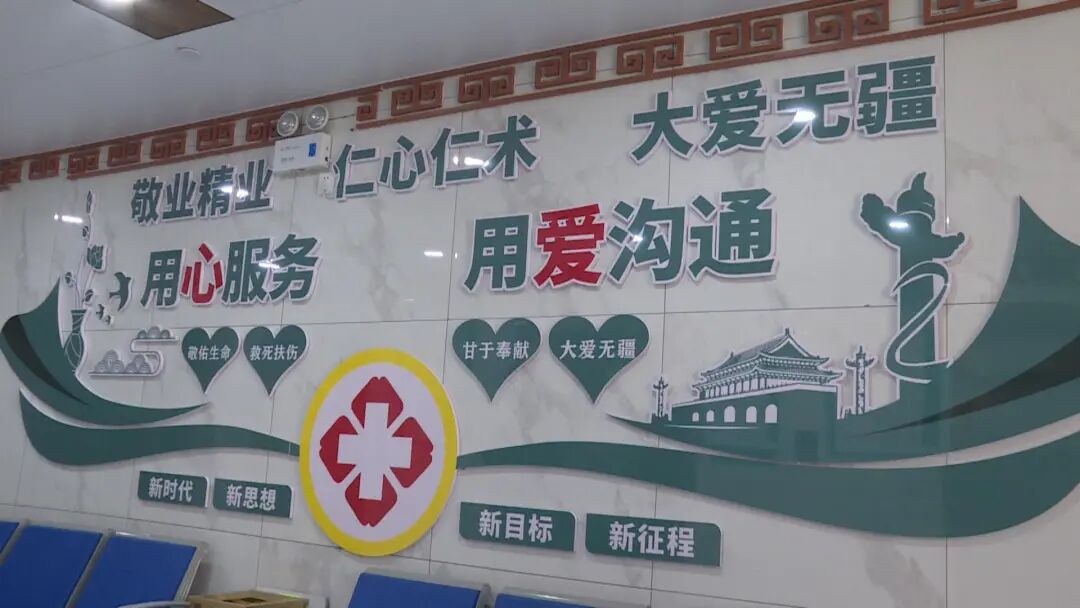 敬业精业 仁心仁术 大爱无疆
用心服务 用爱沟通
敬佑生命 救死扶伤 甘于奉献 大爱无疆
新时代 新思想 新目标 新征程